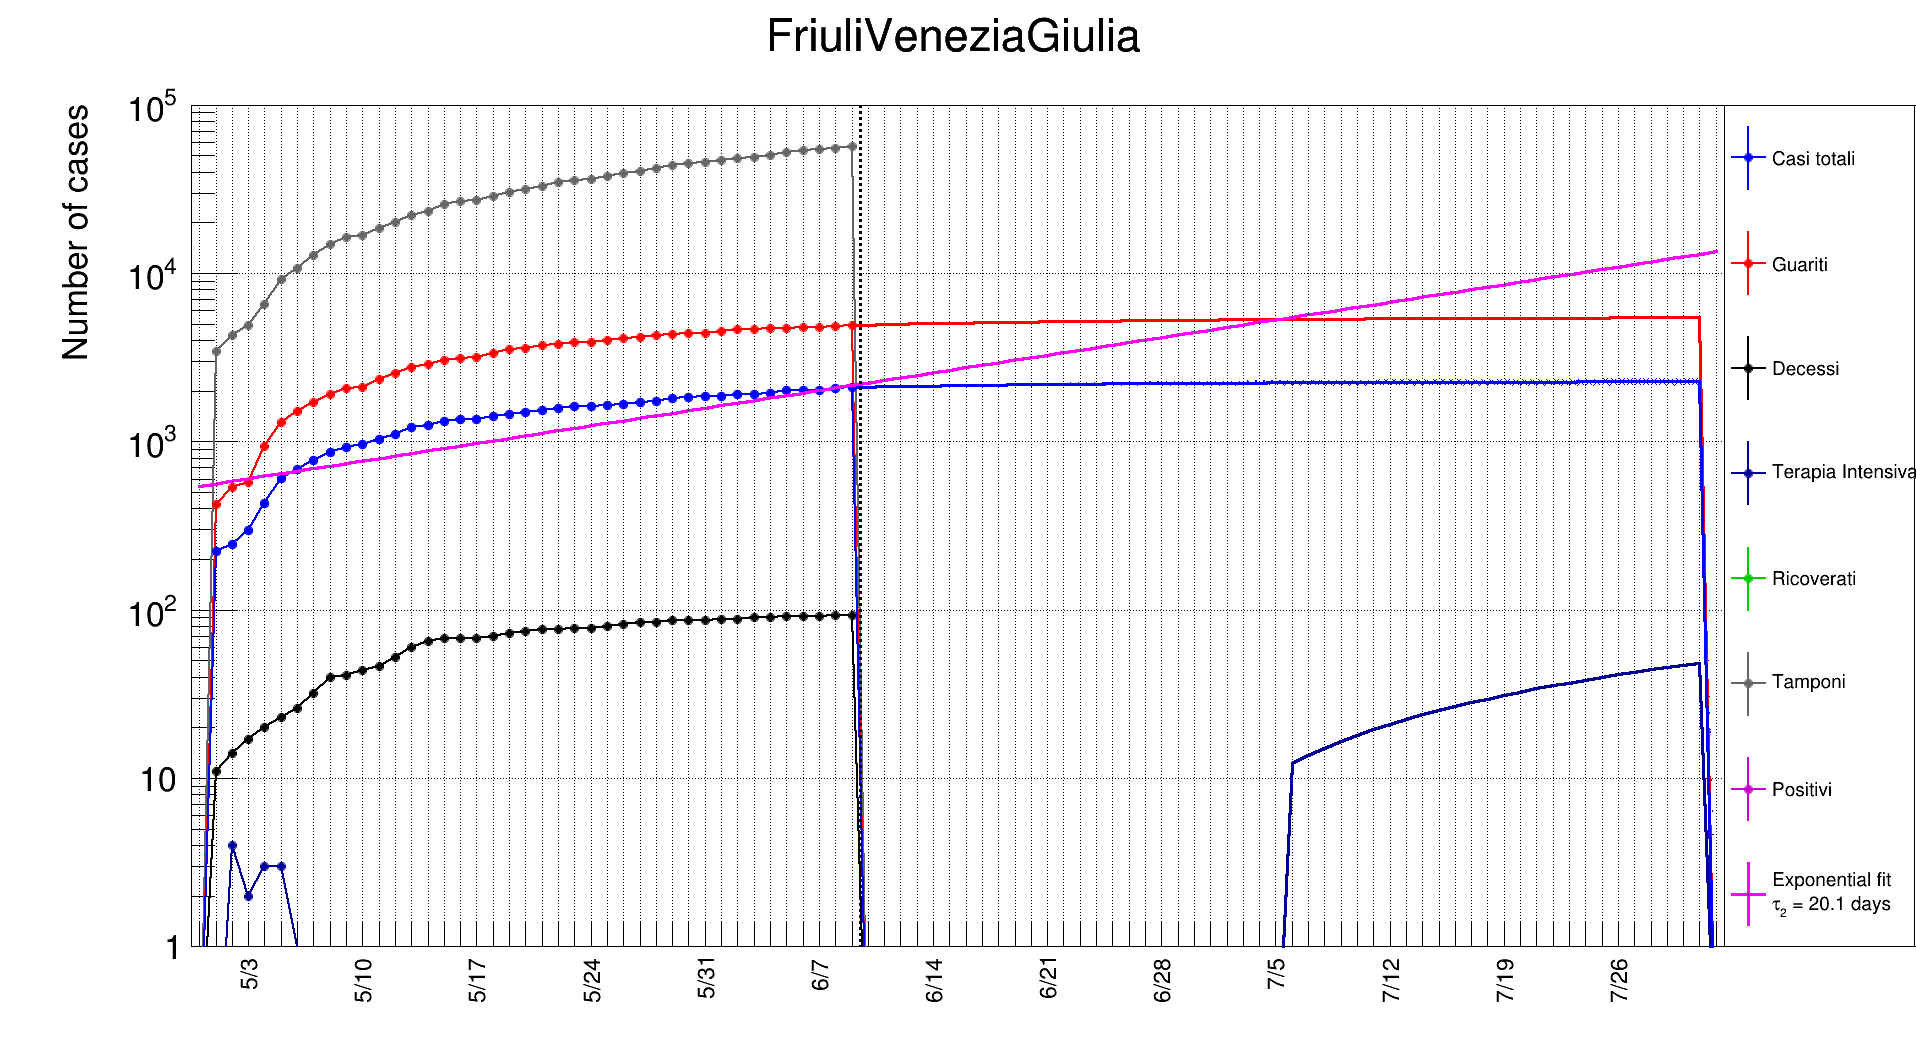 FriuliVeneziaGiulia
Number of cases
10^5
10^4
10^3
10^2
10
1
5/3
5/10
5/17
5/24
5/31
6/7
6/14
6/21
6/28
7/5
7/12
7/19
7/26
Casi totali
Guariti
Decessi
Terapia Intensiva
Ricoverati
Tamponi
Positivi
Exponential fit
τ₂ = 20.1 days